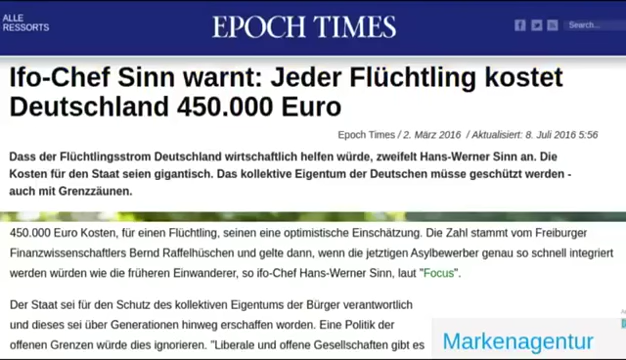 ALLE
RESSORTS
EPOCH TIMES
Search...
Ifo-Chef Sinn warnt: Jeder Flüchtling kostet
Deutschland 450.000 Euro
Epoch Times / 2. März 2016 / Aktualisiert: 8. Juli 2016 5:56
Dass der Flüchtlingsstrom Deutschland wirtschaftlich helfen würde, zweifelt Hans-Werner Sinn an. Die
Kosten für den Staat seien gigantisch. Das kollektive Eigentum der Deutschen müsse geschützt werden -
auch mit Grenzzäunen.
450.000 Euro Kosten, für einen Flüchtling, seinen eine optimistische Einschätzung. Die Zahl stammt vom Freiburger
Finanzwissenschaftlers Bernd Raffelhüschen und gelte dann, wenn die jetztigen Asylbewerber genau so schnell integriert
werden würden wie die früheren Einwanderer, so ifo-Chef Hans-Werner Sinn, laut "Focus".
Der Staat sei für den Schutz des kollektiven Eigentums der Bürger verantwortlich
und dieses sei über Generationen hinweg erschaffen worden. Eine Politik der
offenen Grenzen würde dies ignorieren. "Liberale und offene Gesellschaften gibt es
Markenagentur